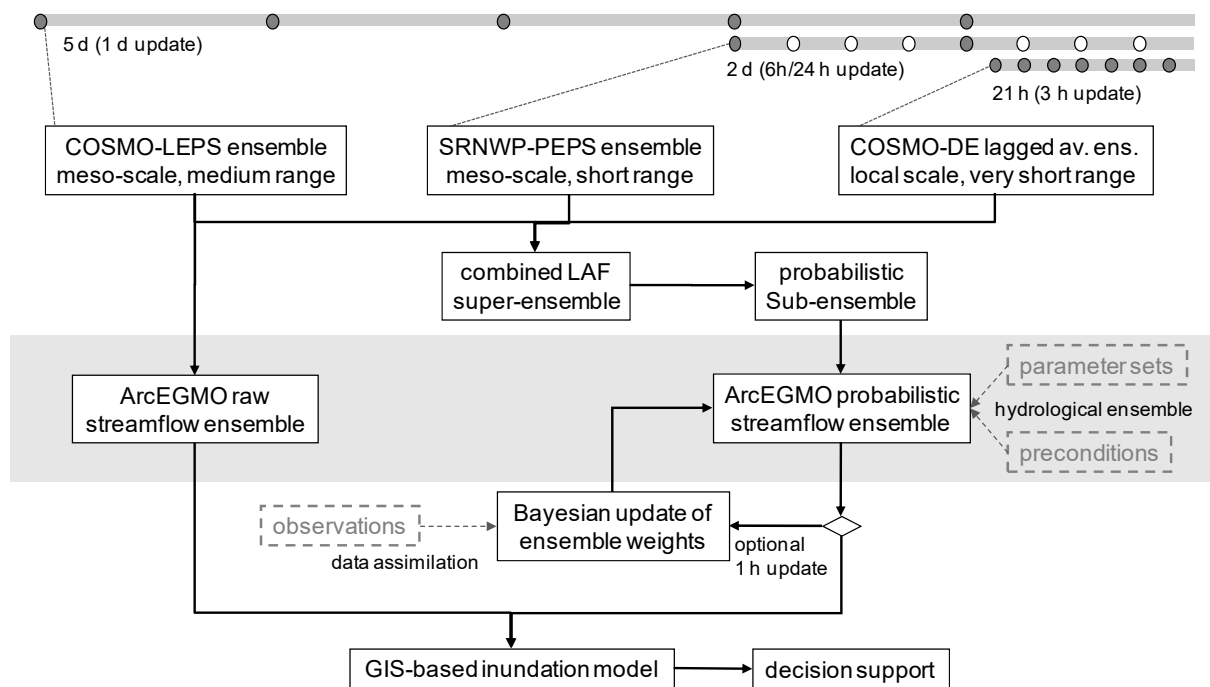 5 d (1 d update)
2 d (6h/24 h update)
21 h (3 h update)
COSMO-LEPS ensemble
meso-scale, medium range
SRNWP-PEPS ensemble
meso-scale, short range
COSMO-DE lagged av. ens.
local scale, very short range
combined LAF
super-ensemble
probabilistic
Sub-ensemble
ArcEGMO raw
streamflow ensemble
ArcEGMO probabilistic
streamflow ensemble
parameter sets
hydrological ensemble
preconditions
observations
data assimilation
Bayesian update of
ensemble weights
optional
1 h update
GIS-based inundation model
decision support